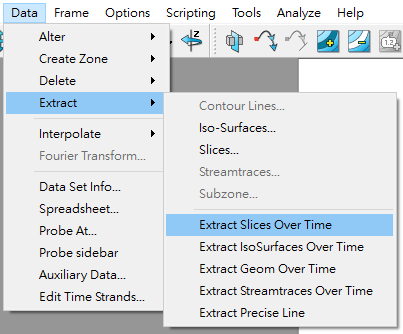 Data Frame Options Scripting Tools Analyze Help
Alter
Create Zone
Delete
Extract
Interpolate
Fourier Transform...
Data Set Info...
Spreadsheet...
Probe At...
Probe sidebar
Auxiliary Data...
Edit Time Strands...
Contour Lines...
Iso-Surfaces...
Slices...
Streamtraces...
Subzone...
Extract Slices Over Time
Extract IsoSurfaces Over Time
Extract Geom Over Time
Extract Streamtraces Over Time
Extract Precise Line
Z
1.2